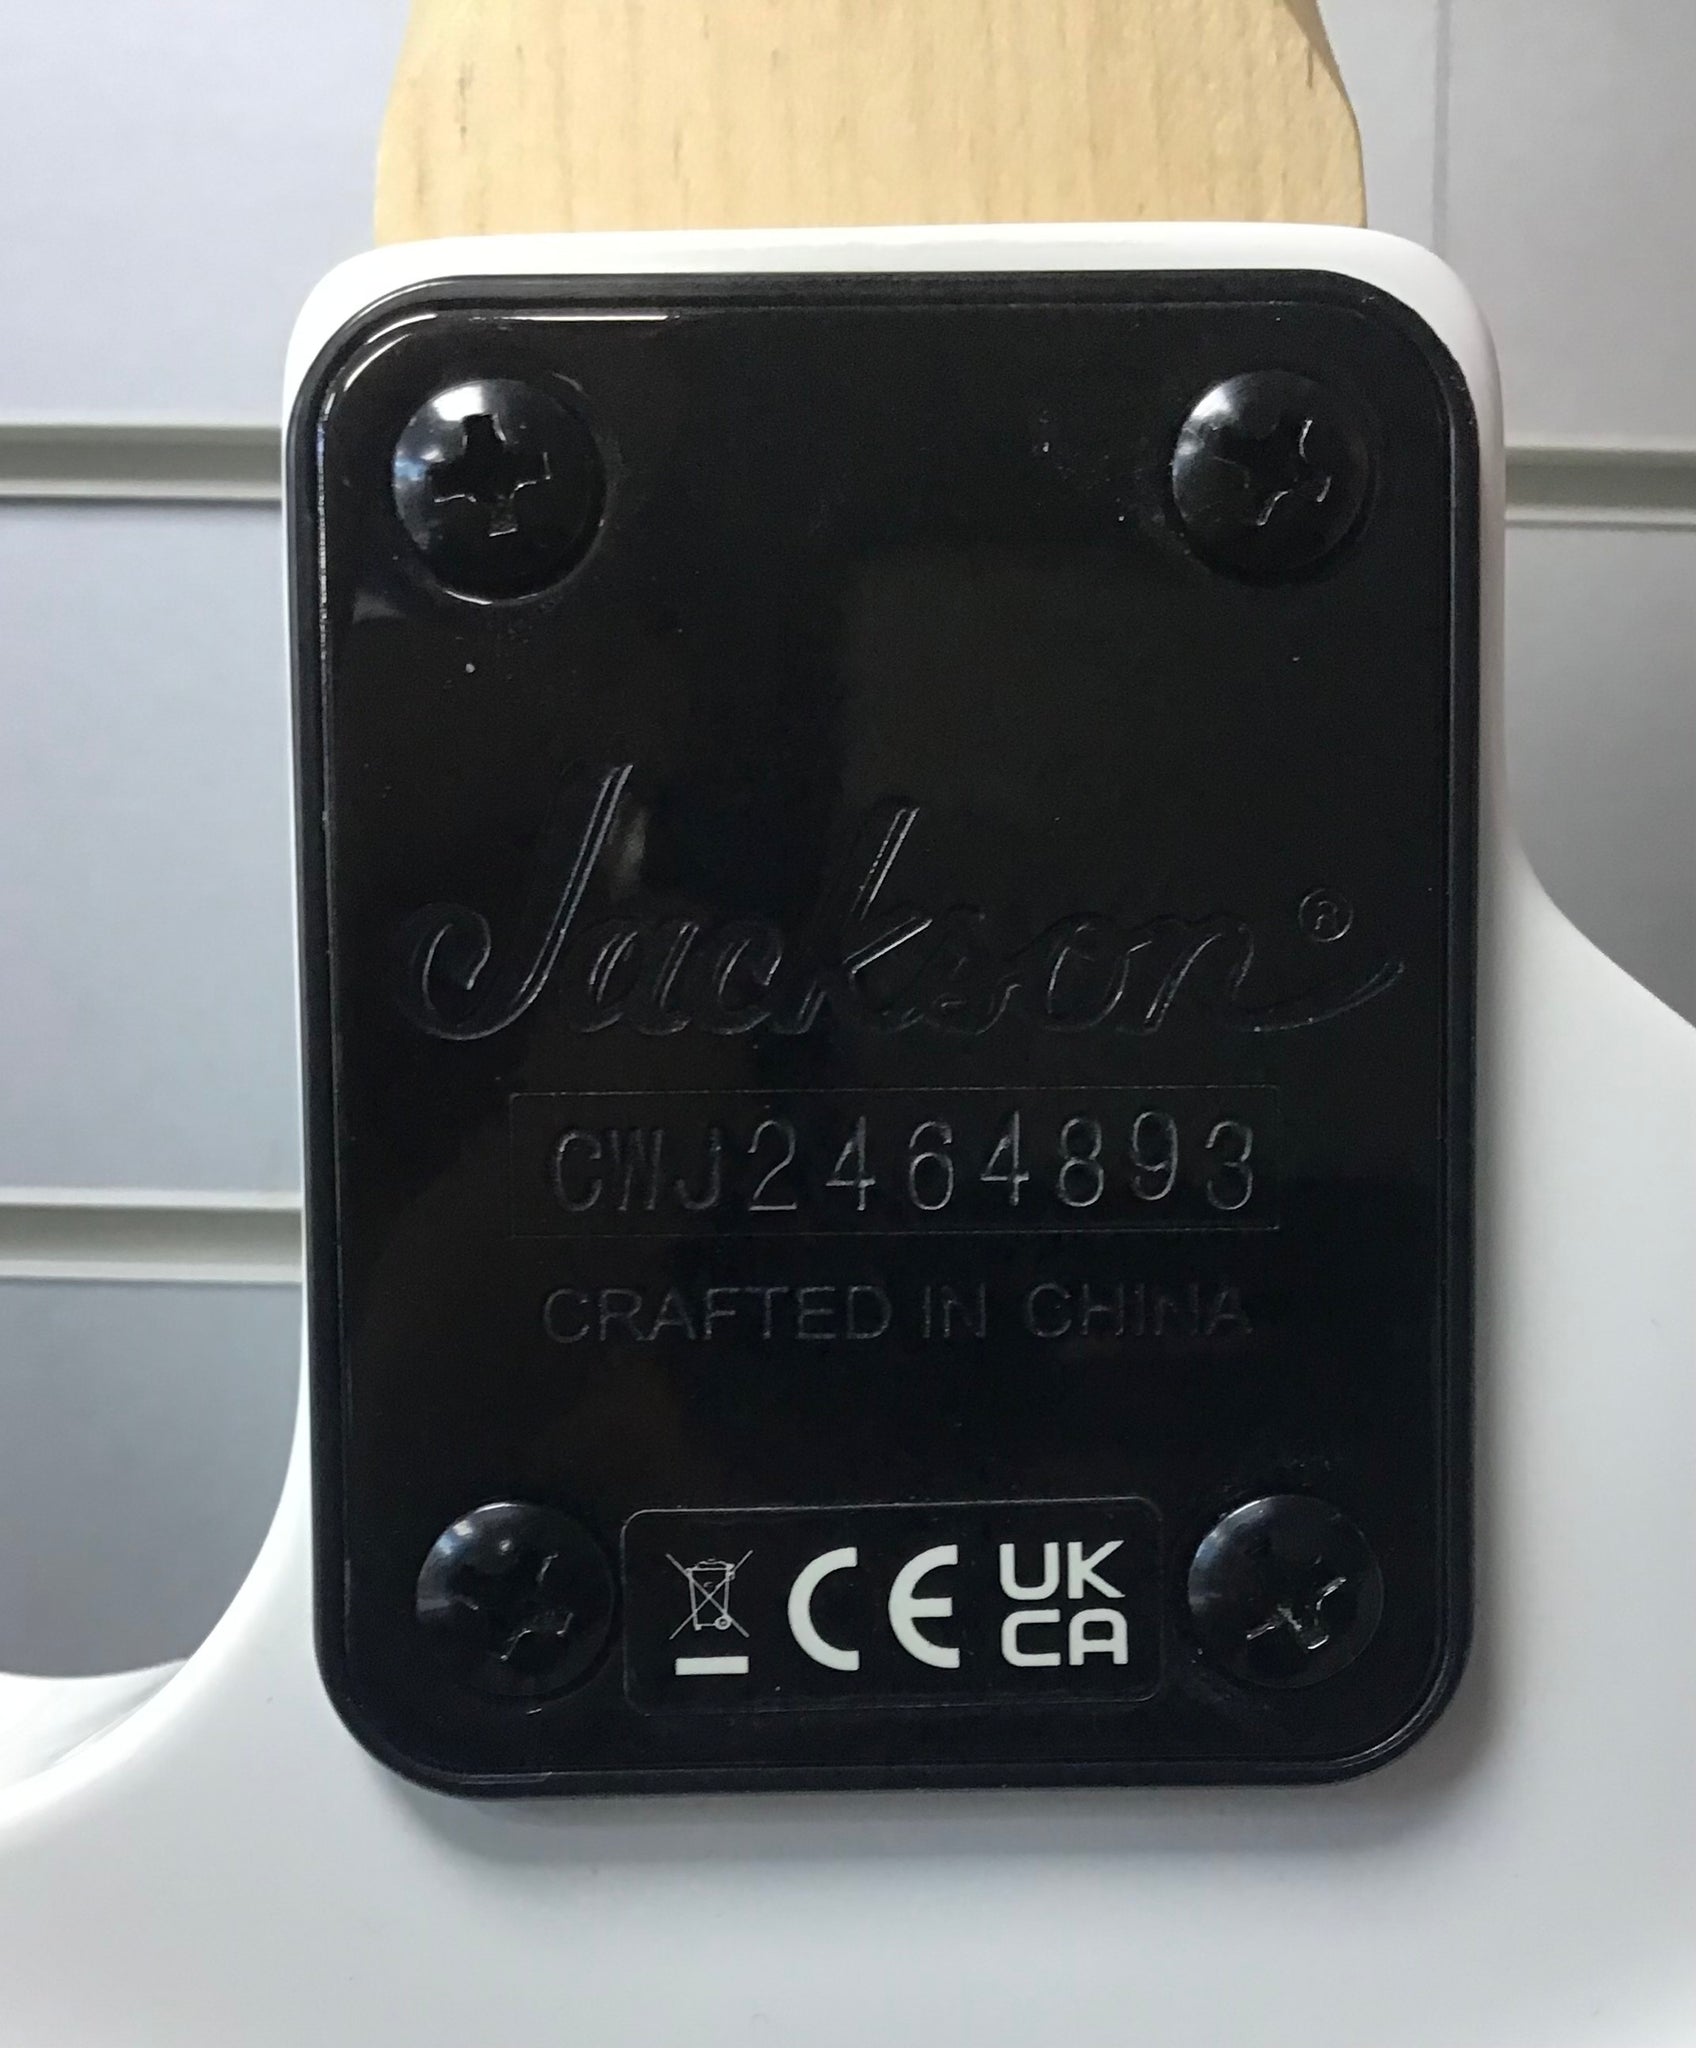 Jackson®
CWJ2464893
CRAFTED IN CHINA
CE UK
CA